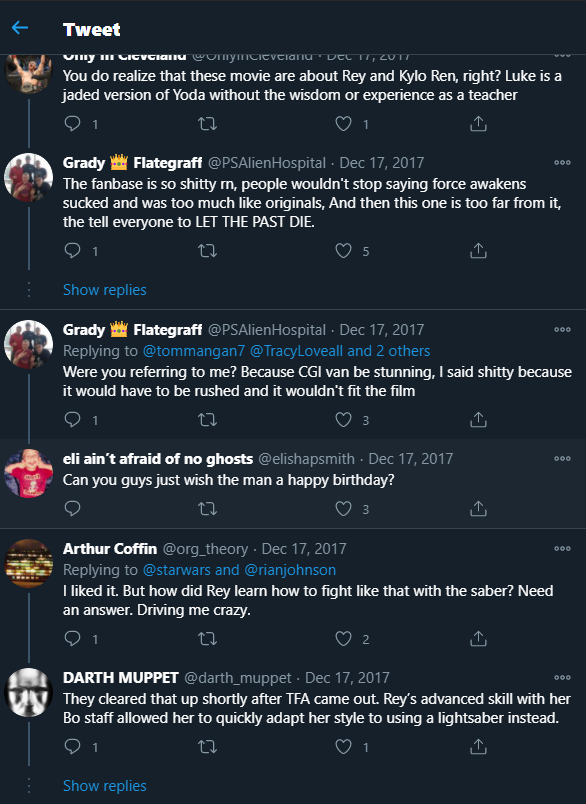 Tweet
Only in Cleveland @OnlyinCleveland · Dec 17, 2017
You do realize that these movie are about Rey and Kylo Ren, right? Luke is a
jaded version of Yoda without the wisdom or experience as a teacher
1 1
Grady 👑 Flategraff @PSAlienHospital · Dec 17, 2017
The fanbase is so shitty rn, people wouldn't stop saying force awakens
sucked and was too much like originals, And then this one is too far from it,
the tell everyone to LET THE PAST DIE.
1 5
Show replies
Grady 👑 Flategraff @PSAlienHospital · Dec 17, 2017
Replying to @tommangan7 @TracyLoveall and 2 others
Were you referring to me? Because CGI van be stunning, I said shitty because
it would have to be rushed and it wouldn't fit the film
1 3
eli ain't afraid of no ghosts @elishapsmith · Dec 17, 2017
Can you guys just wish the man a happy birthday?
3
Arthur Coffin @org_theory · Dec 17, 2017
Replying to @starwars and @rianjohnson
I liked it. But how did Rey learn how to fight like that with the saber? Need
an answer. Driving me crazy.
1 2
DARTH MUPPET @darth_muppet · Dec 17, 2017
They cleared that up shortly after TFA came out. Rey's advanced skill with her
Bo staff allowed her to quickly adapt her style to using a lightsaber instead.
1 1
Show replies